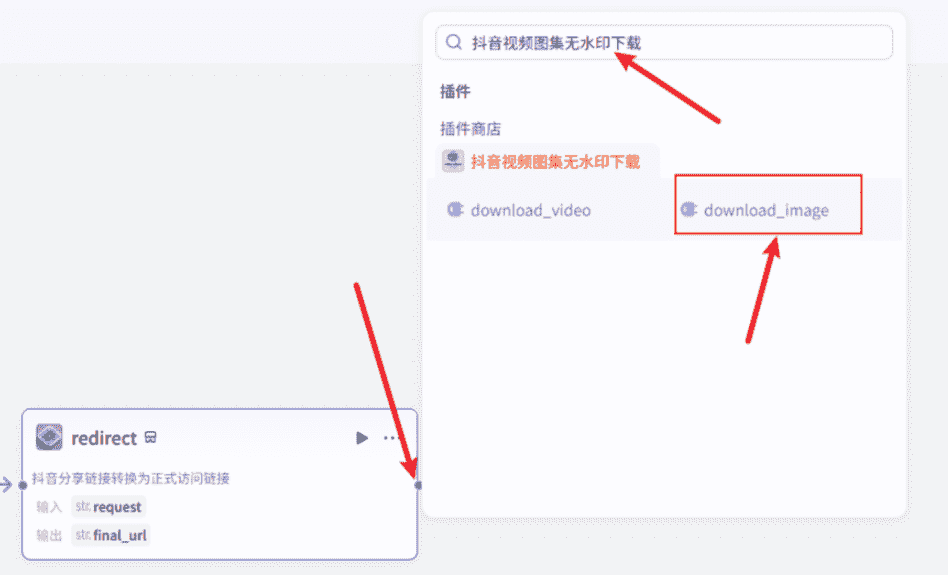 抖音视频图集无水印下载
插件
插件商店
抖音视频图集无水印下载
download_video
download_image
redirect
抖音分享链接转换为正式访问链接
输入 str. request
输出 str. final_url